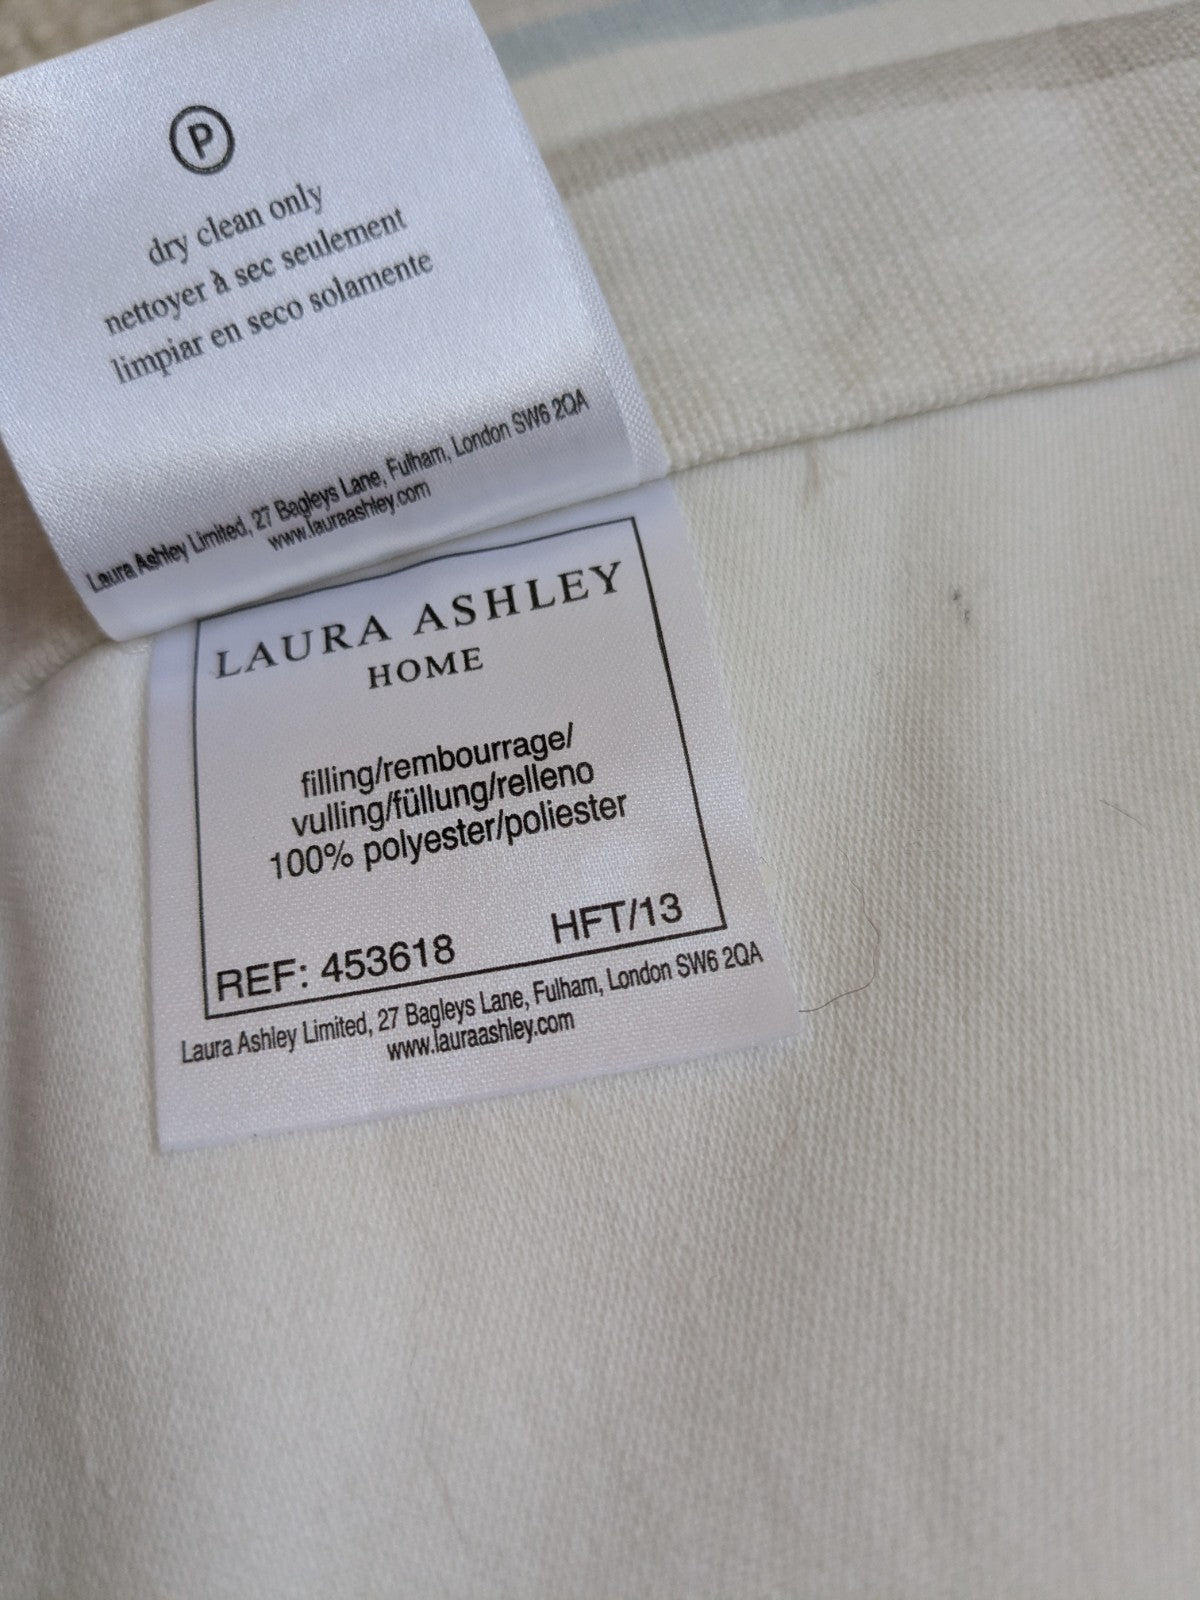 P
dry clean only
nettoyer à sec seulement
limpiar en seco solamente
Laura Ashley Limited, 27 Bagleys Lane, Fulham, London SW6 2QA
www.lauraashley.com
LAURA ASHLEY
HOME
filling/rembourrage/
vulling/füllung/relleno
100% polyester/poliester
REF: 453618 HFT/13
Laura Ashley Limited, 27 Bagleys Lane, Fulham, London SW6 2QA
www.lauraashley.com